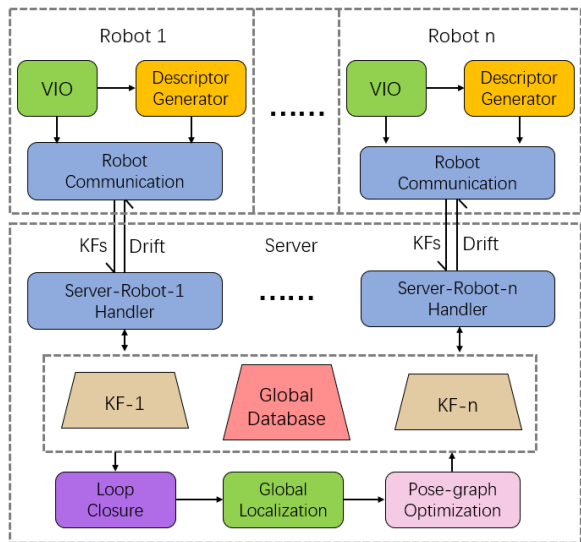 Robot 1
Robot n
VIO
Descriptor
Generator
......
VIO
Descriptor
Generator
Robot
Communication
Robot
Communication
KFs
Drift
Server
KFs
Drift
Server-Robot-1
Handler
......
Server-Robot-n
Handler
KF-1
Global
Database
KF-n
Loop
Closure
Global
Localization
Pose-graph
Optimization